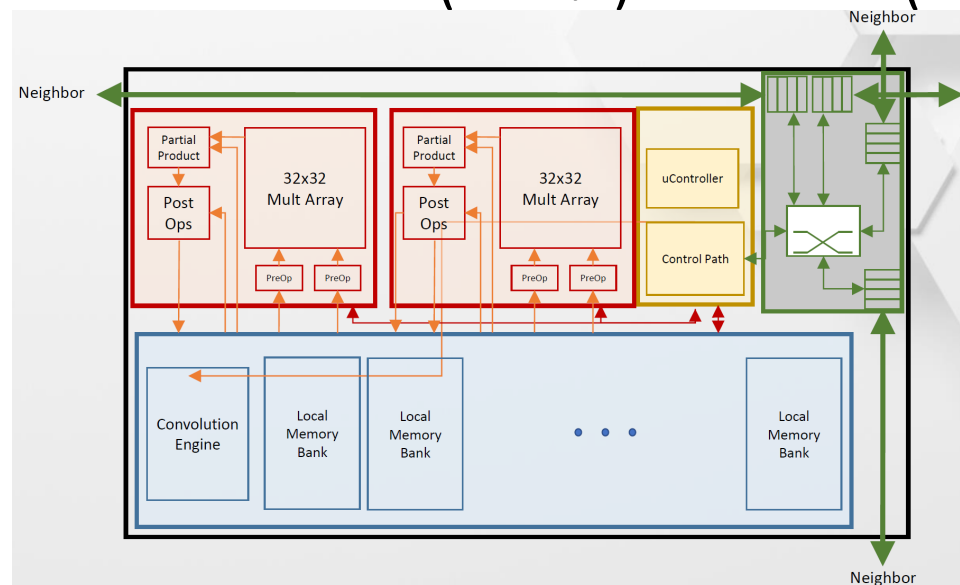 Neighbor
Neighbor
Partial
Product
32x32
Mult Array
Post
Ops
PreOp
PreOp
Partial
Product
32x32
Mult Array
Post
Ops
PreOp
PreOp
uController
Control Path
Convolution
Engine
Local
Memory
Bank
Local
Memory
Bank
Local
Memory
Bank
Neighbor